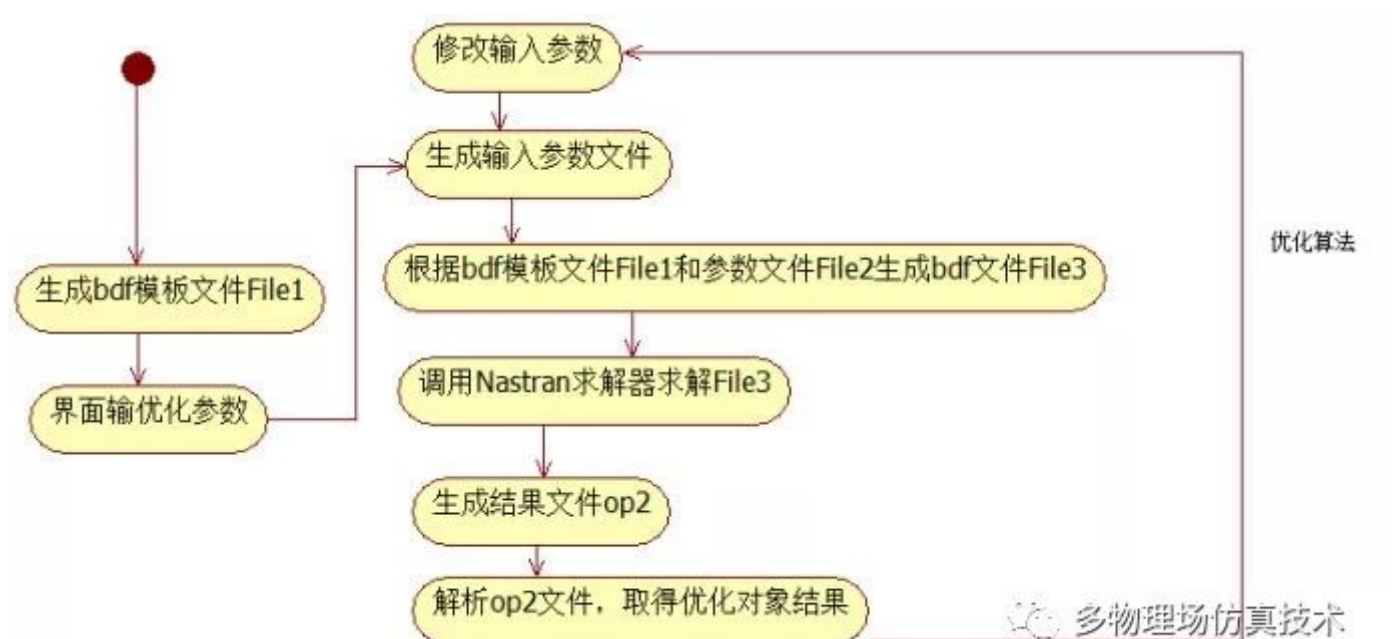 修改输入参数
生成输入参数文件
优化算法
根据bdf模板文件File1和参数文件File2生成bdf文件File3
生成bdf模板文件File1
调用Nastran求解器求解File3
界面输优化参数
生成结果文件op2
解析op2文件，取得优化对象结果
多物理场仿真技术